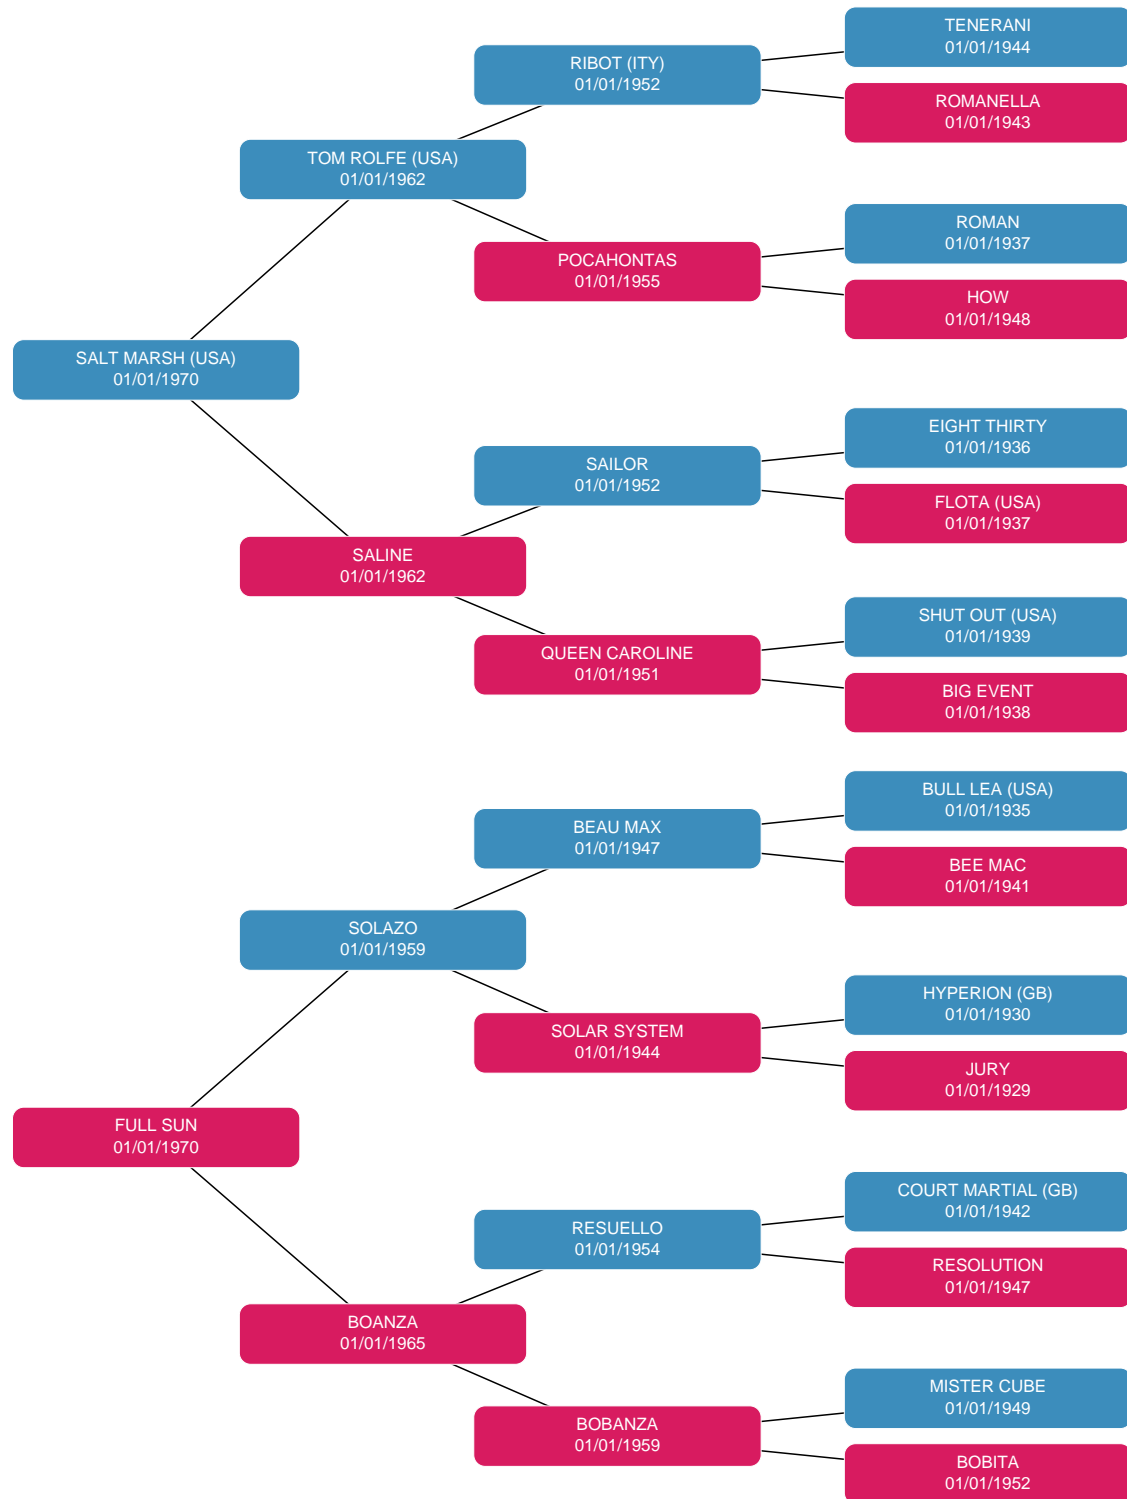 TENERANI
01/01/1944
RIBOT (ITY)
01/01/1952
ROMANELLA
01/01/1943
TOM ROLFE (USA)
01/01/1962
ROMAN
01/01/1937
POCAHONTAS
01/01/1955
HOW
01/01/1948
SALT MARSH (USA)
01/01/1970
EIGHT THIRTY
01/01/1936
SAILOR
01/01/1952
FLOTA (USA)
01/01/1937
SALINE
01/01/1962
SHUT OUT (USA)
01/01/1939
QUEEN CAROLINE
01/01/1951
BIG EVENT
01/01/1938
BULL LEA (USA)
01/01/1935
BEAU MAX
01/01/1947
BEE MAC
01/01/1941
SOLAZO
01/01/1959
HYPERION (GB)
01/01/1930
SOLAR SYSTEM
01/01/1944
JURY
01/01/1929
FULL SUN
01/01/1970
COURT MARTIAL (GB)
01/01/1942
RESUELLO
01/01/1954
RESOLUTION
01/01/1947
BOANZA
01/01/1965
MISTER CUBE
01/01/1949
BOBANZA
01/01/1959
BOBITA
01/01/1952